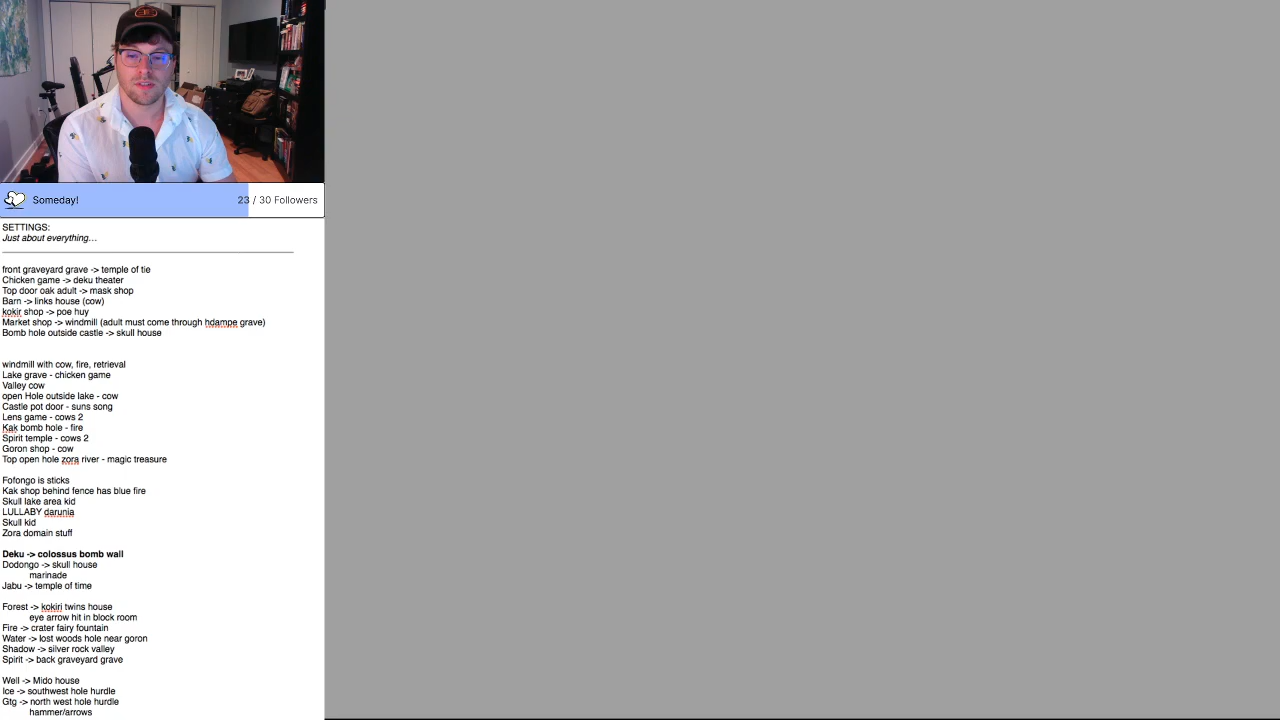 Someday!
23 / 30 Followers
SETTINGS:
Just about everything…
front graveyard grave -> temple of tie
Chicken game -> deku theater
Top door oak adult -> mask shop
Barn -> links house (cow)
kokir shop -> poe huy
Market shop -> windmill (adult must come through hdampe grave)
Bomb hole outside castle -> skull house
windmill with cow, fire, retrieval
Lake grave - chicken game
Valley cow
open Hole outside lake - cow
Castle pot door - suns song
Lens game - cows 2
Kak bomb hole - fire
Spirit temple - cows 2
Goron shop - cow
Top open hole zora river - magic treasure
Fofongo is sticks
Kak shop behind fence has blue fire
Skull lake area kid
LULLABY darunia
Skull kid
Zora domain stuff
Deku -> colossus bomb wall
Dodongo -> skull house
marinade
Jabu -> temple of time
Forest -> kokiri twins house
eye arrow hit in block room
Fire -> crater fairy fountain
Water -> lost woods hole near goron
Shadow -> silver rock valley
Spirit -> back graveyard grave
Well -> Mido house
Ice -> southwest hole hurdle
Gtg -> north west hole hurdle
hammer/arrows